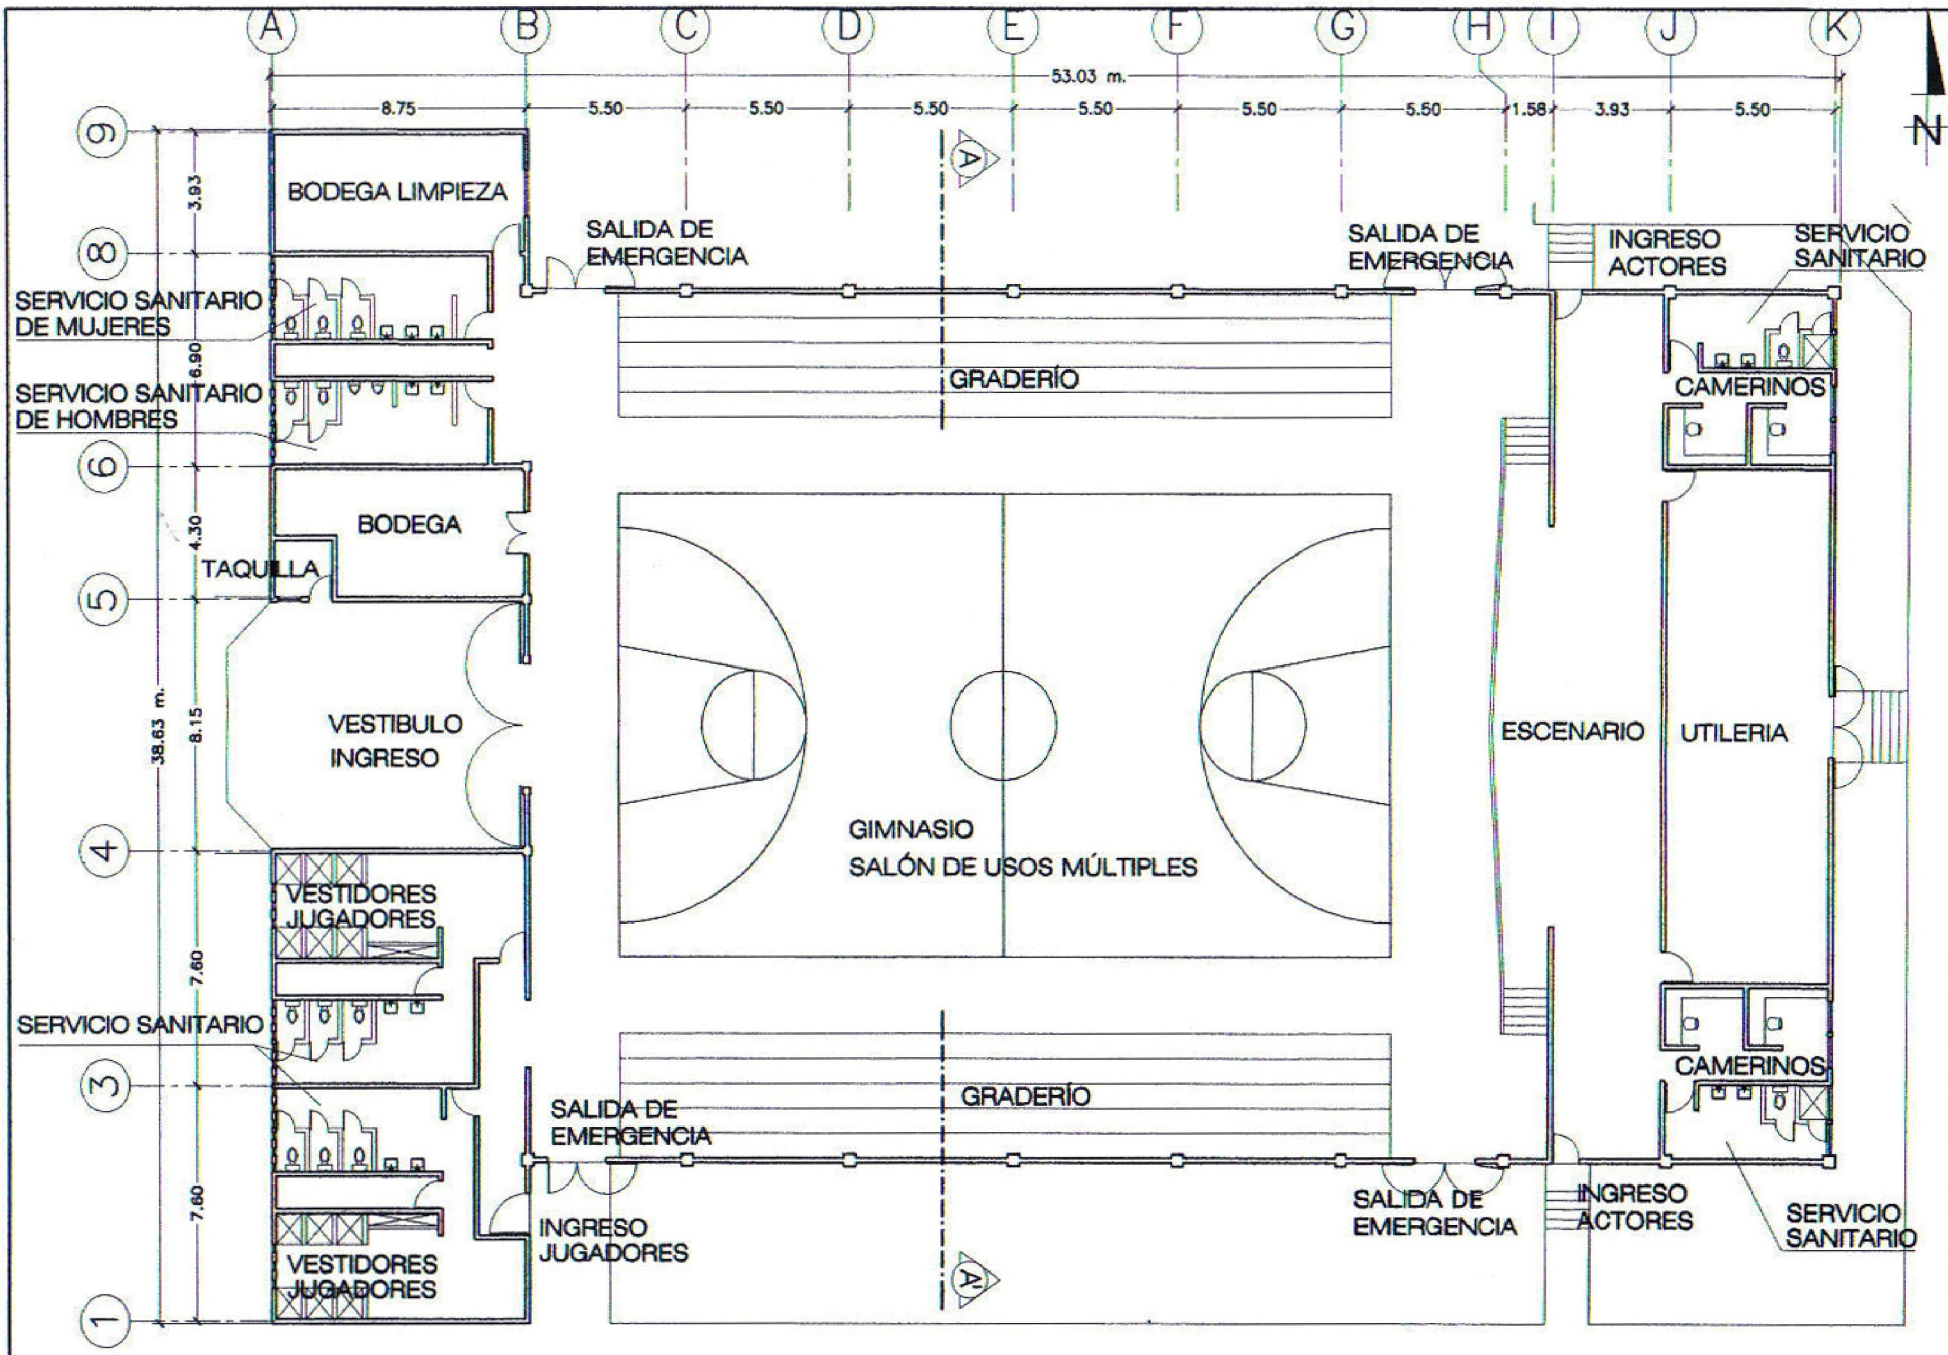 A B C D E F G H I J K
53.03 m.
8.75 5.50 5.50 5.50 5.50 5.50 5.50 1.58 3.93 5.50
N
9
8
6
5
4
3
1
38.63 m.
3.93
6.90
4.30
8.15
7.60
7.60
A
BODEGA LIMPIEZA
SALIDA DE
EMERGENCIA
SALIDA DE
EMERGENCIA
INGRESO
ACTORES
SERVICIO
SANITARIO
SERVICIO SANITARIO
DE MUJERES
SERVICIO SANITARIO
DE HOMBRES
GRADERÍO
CAMERINOS
BODEGA
TAQUILLA
VESTIBULO
INGRESO
ESCENARIO
UTILERIA
GIMNASIO
SALÓN DE USOS MÚLTIPLES
VESTIDORES
JUGADORES
SERVICIO SANITARIO
CAMERINOS
GRADERÍO
SALIDA DE
EMERGENCIA
SALIDA DE
EMERGENCIA
INGRESO
ACTORES
SERVICIO
SANITARIO
INGRESO
JUGADORES
VESTIDORES
JUGADORES
A'